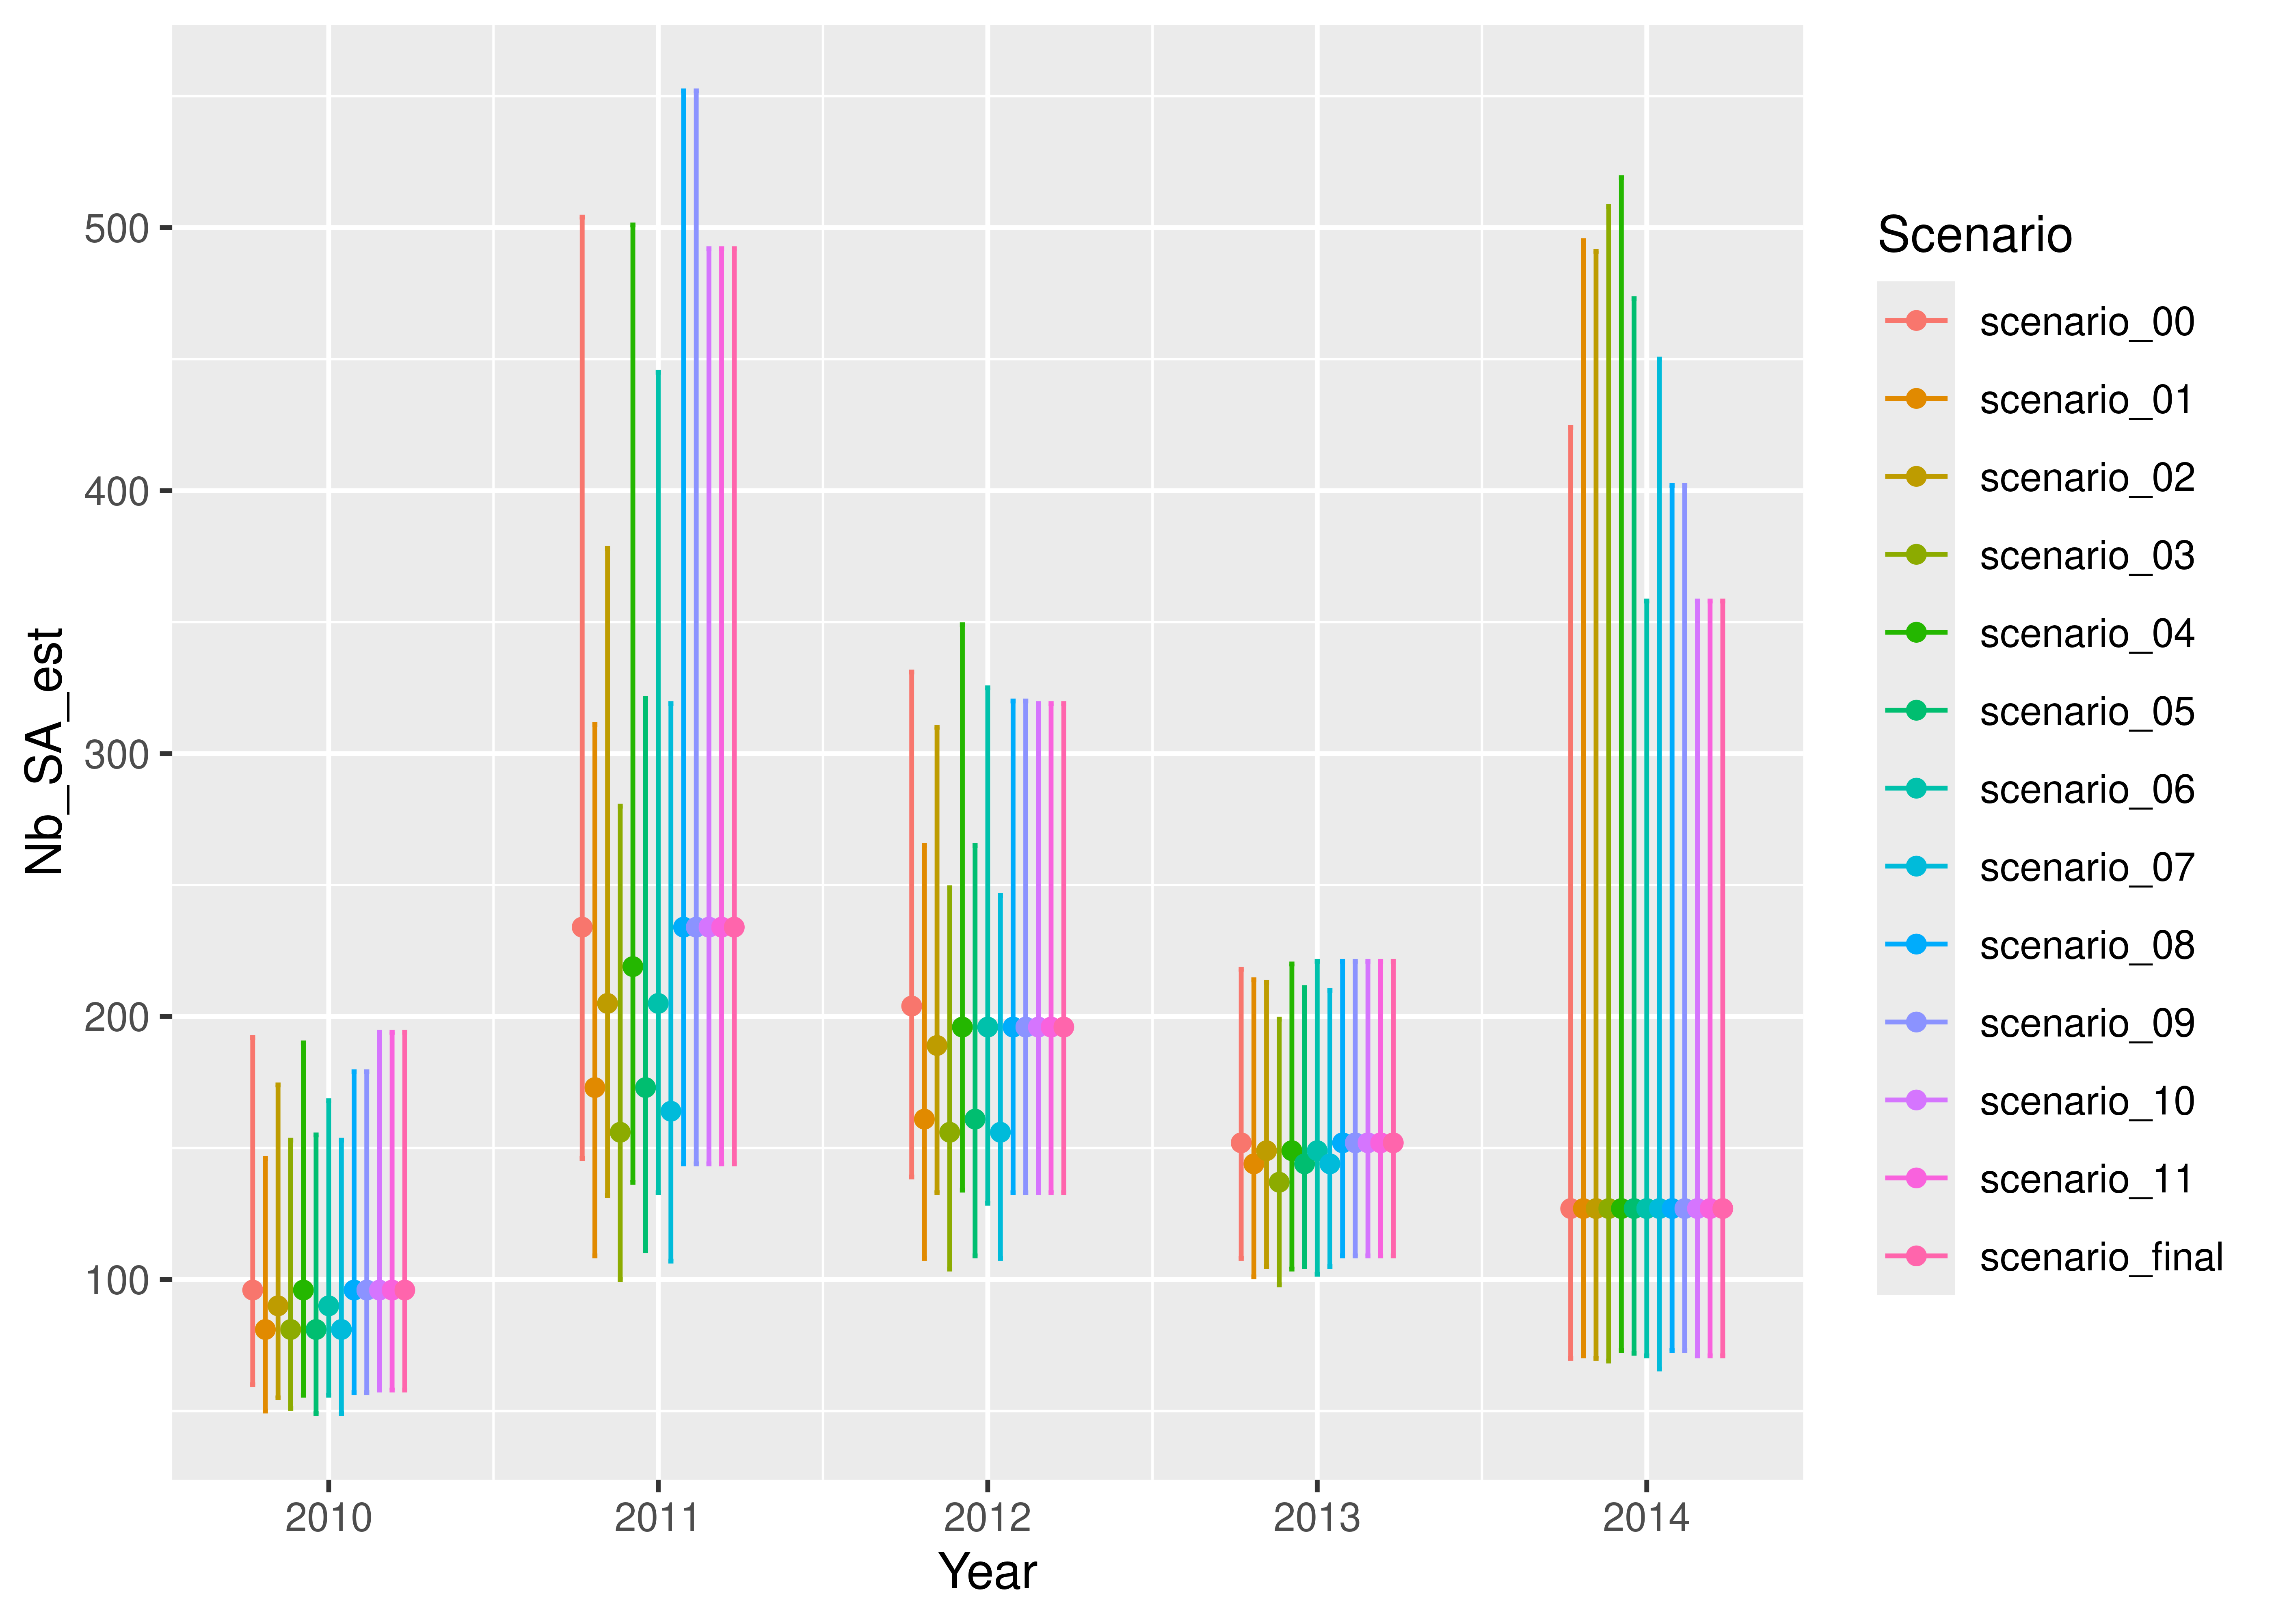 Nb_SA_est
500
400
300
200
100
2010 2011 2012 2013 2014
Year
Scenario
scenario_00
scenario_01
scenario_02
scenario_03
scenario_04
scenario_05
scenario_06
scenario_07
scenario_08
scenario_09
scenario_10
scenario_11
scenario_final